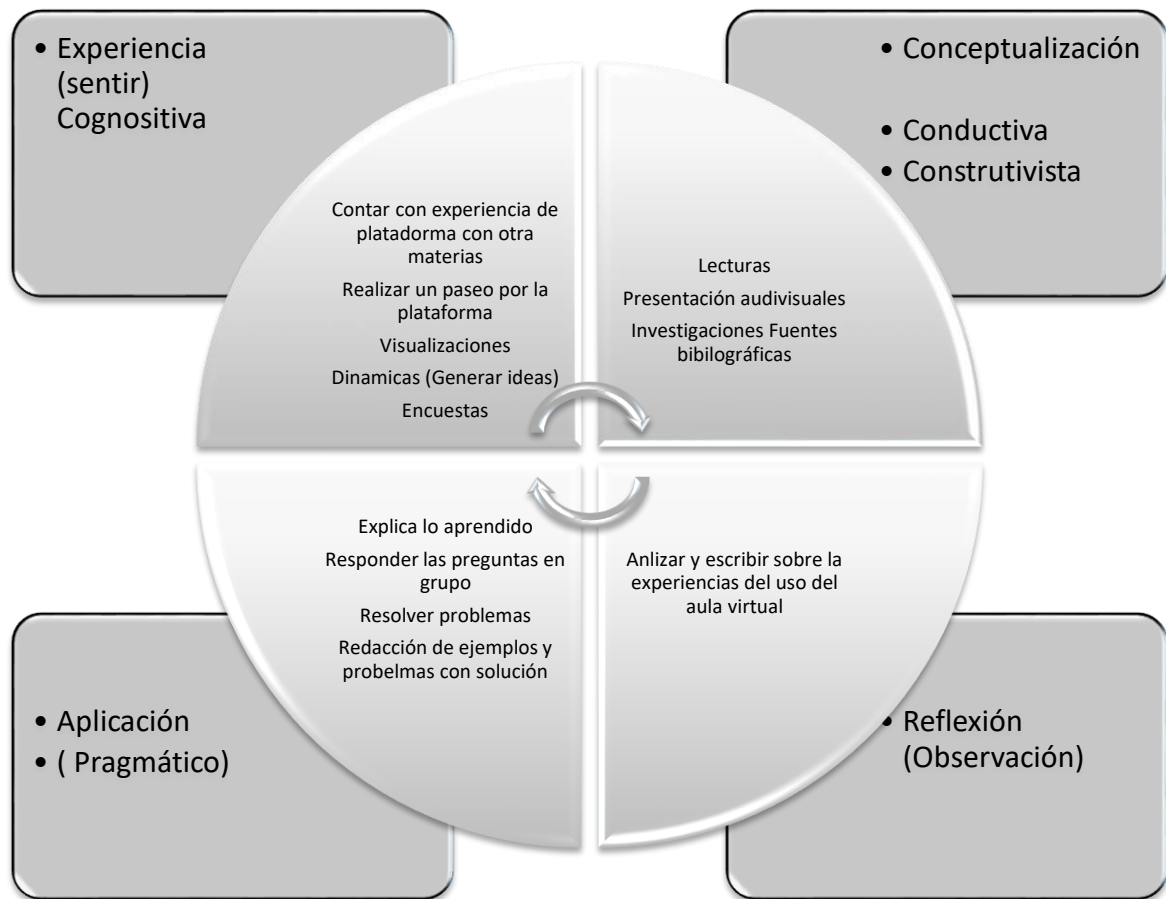 • Experiencia
(sentir)
Cognositiva
• Conceptualización
• Conductiva
• Construtivista
Contar con experiencia de
platadorma con otra
materias
Realizar un paseo por la
plataforma
Visualizaciones
Dinamicas (Generar ideas)
Encuestas
Lecturas
Presentación audivisuales
Investigaciones Fuentes
bibilográficas
Explica lo aprendido
Responder las preguntas en
grupo
Resolver problemas
Redacción de ejemplos y
probelmas con solución
Anlizar y escribir sobre la
experiencias del uso del
aula virtual
• Aplicación
• ( Pragmático)
• Reflexión
(Observación)